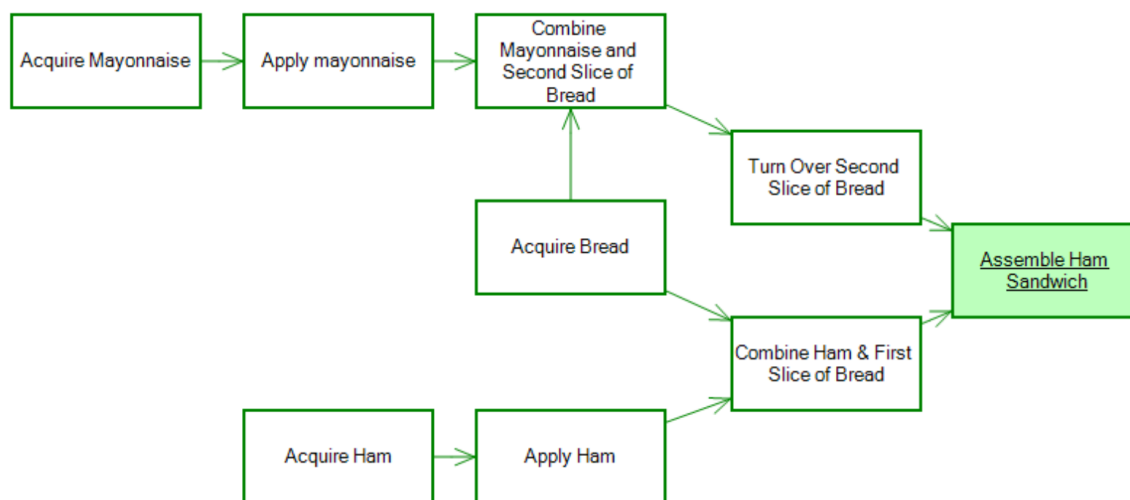 Acquire Mayonnaise
Apply mayonnaise
Combine
Mayonnaise and
Second Slice of
Bread
Turn Over Second
Slice of Bread
Acquire Bread
Assemble Ham
Sandwich
Combine Ham & First
Slice of Bread
Acquire Ham
Apply Ham